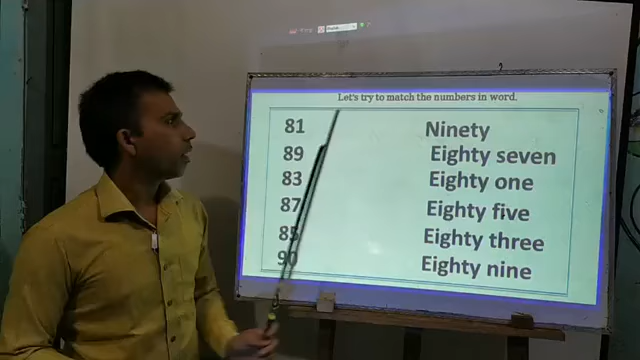 Let's try to match the numbers in word.
81 Ninety
89 Eighty seven
83 Eighty one
87 Eighty five
85 Eighty three
90 Eighty nine